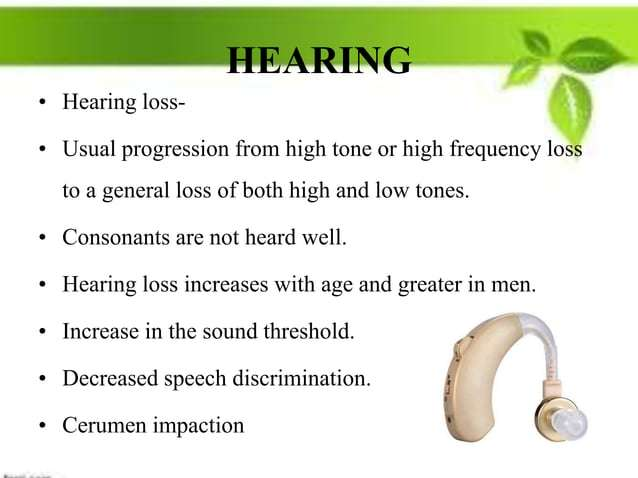 HEARING
• Hearing loss-
• Usual progression from high tone or high frequency loss
to a general loss of both high and low tones.
• Consonants are not heard well.
• Hearing loss increases with age and greater in men.
• Increase in the sound threshold.
• Decreased speech discrimination.
• Cerumen impaction